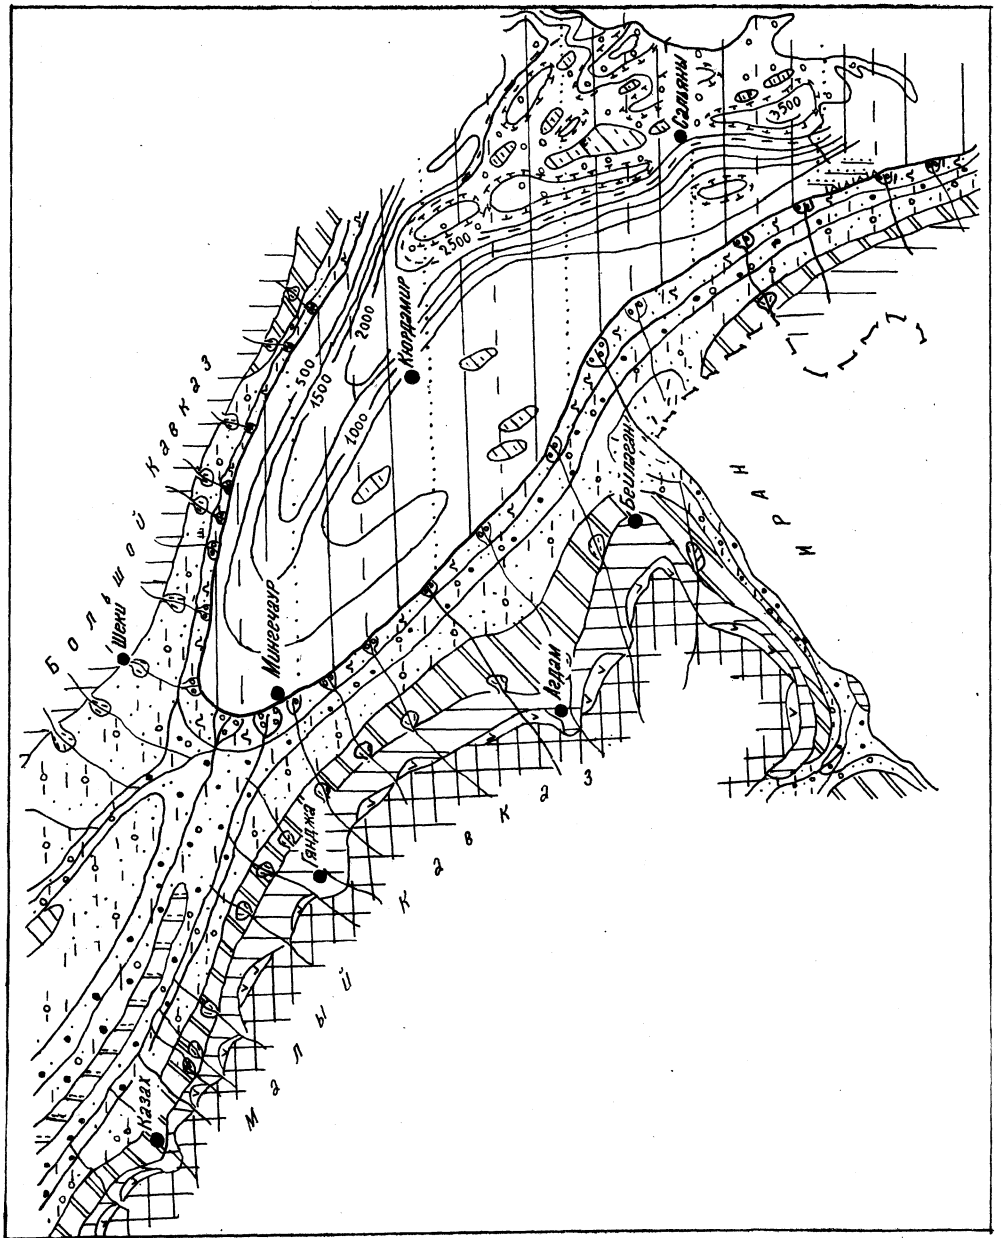 Сальяны
3500
2500
Кюрдамир
2000
500
1500
1000
Большой Кавказ
Бейлаган
ИРАН
Шеки
Мингечаур
Агдам
Гянджа
Малый Кавказ
Казах